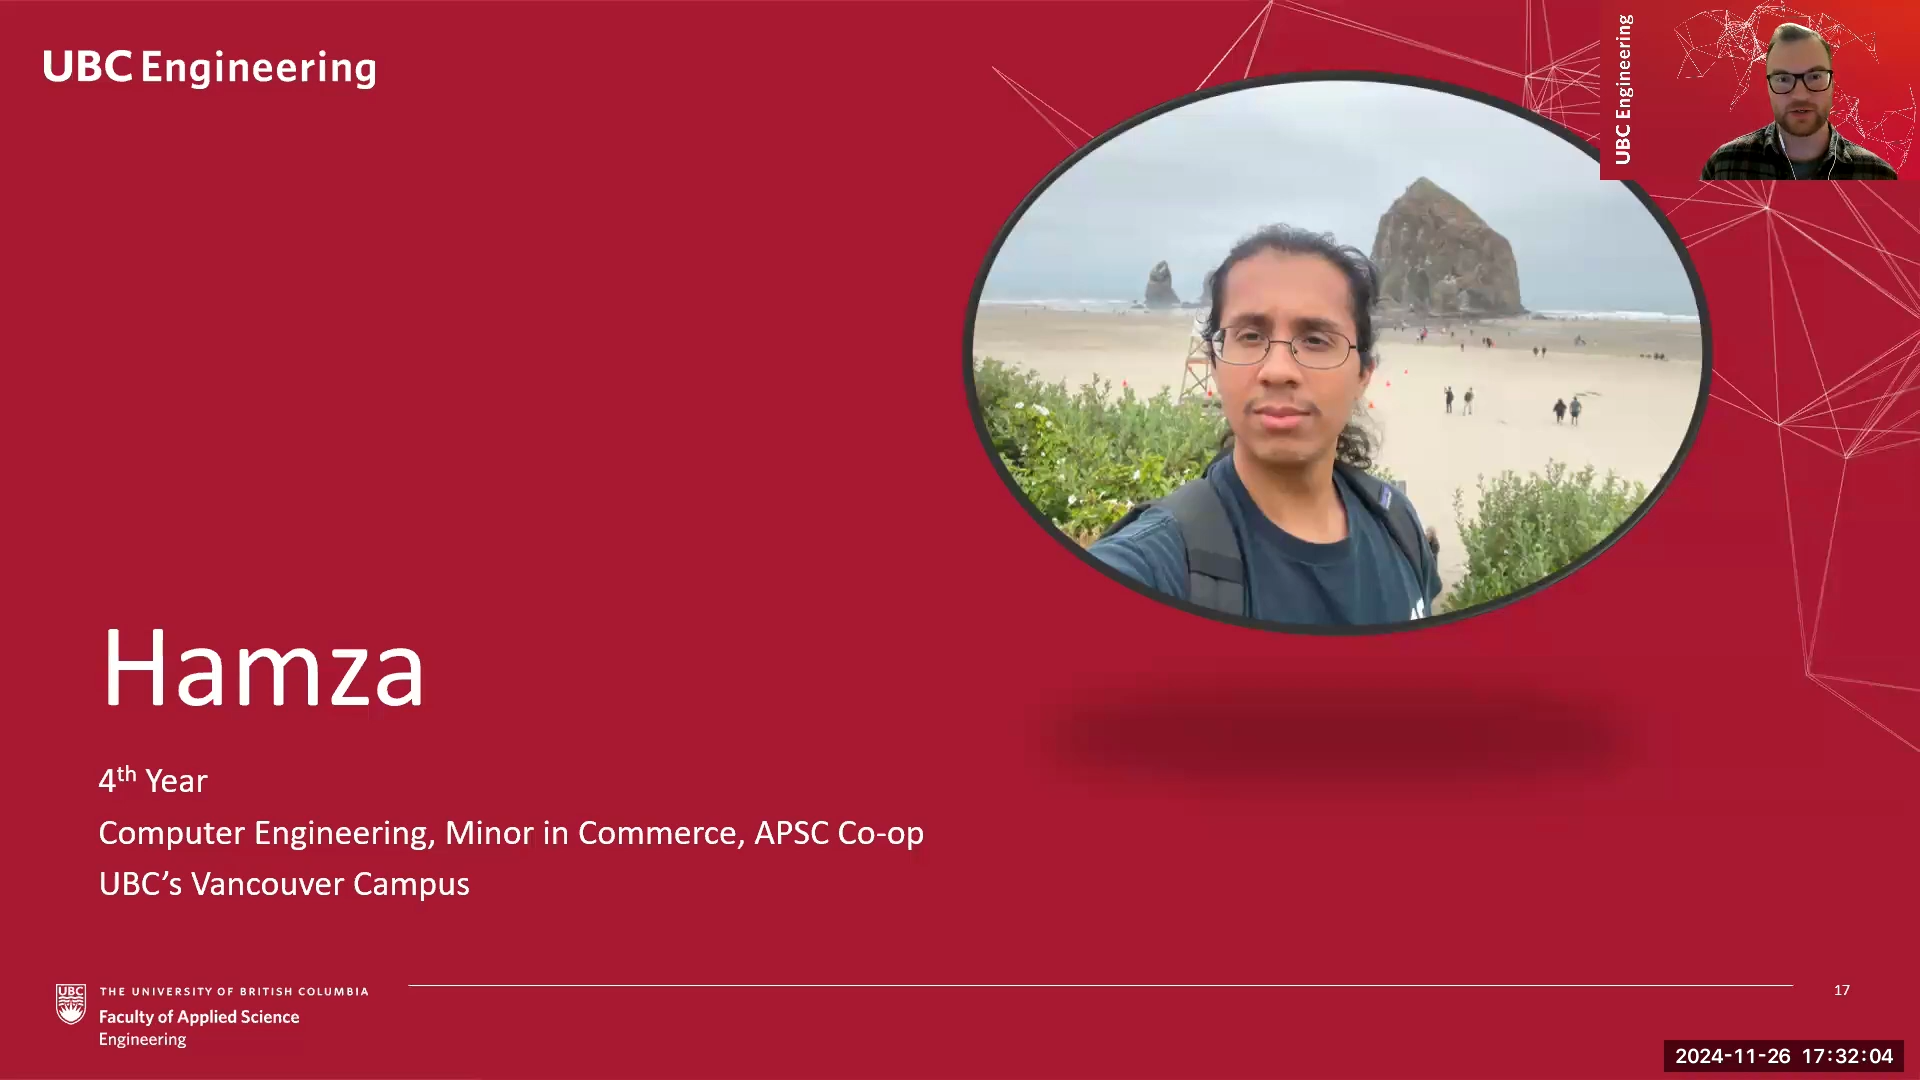 UBC Engineering
UBC Engineering
Hamza
4th Year
Computer Engineering, Minor in Commerce, APSC Co-op
UBC’s Vancouver Campus
UBC
THE UNIVERSITY OF BRITISH COLUMBIA
Faculty of Applied Science
Engineering
17
2024-11-26 17:32:04